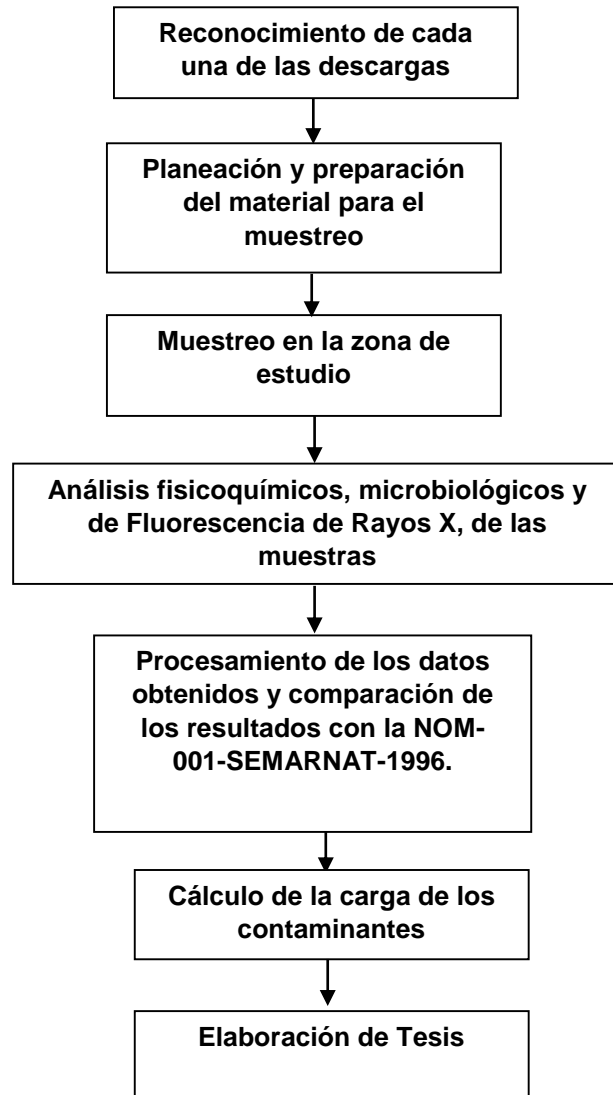 Reconocimiento de cada
una de las descargas
Planeación y preparación
del material para el
muestreo
Muestreo en la zona de
estudio
Análisis fisicoquímicos, microbiológicos y
de Fluorescencia de Rayos X, de las
muestras
Procesamiento de los datos
obtenidos y comparación de
los resultados con la NOM-
001-SEMARNAT-1996.
Cálculo de la carga de los
contaminantes
Elaboración de Tesis